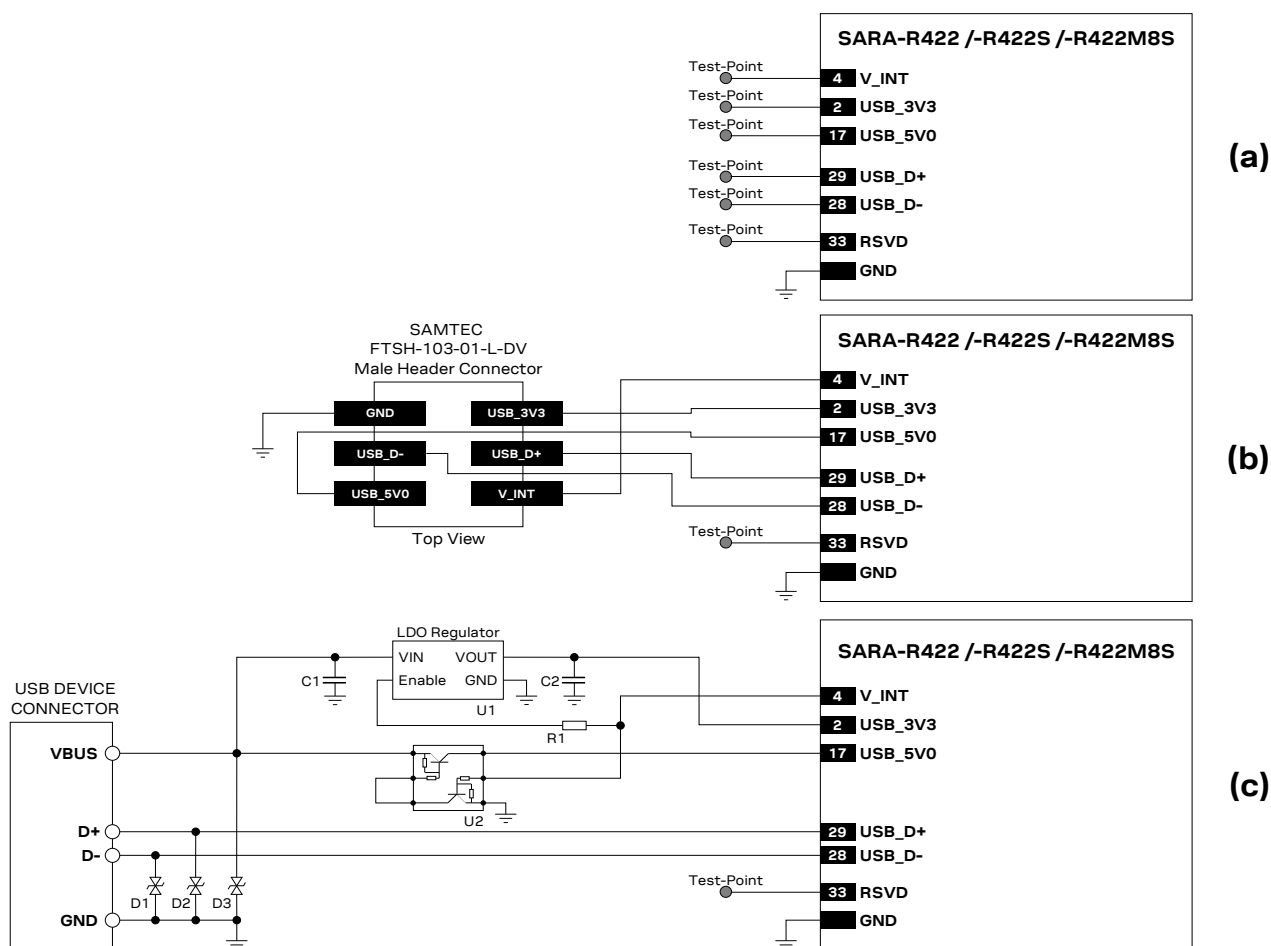 SARA-R422 /-R422S /-R422M8S
Test-Point
4 V_INT
Test-Point
2 USB_3V3
Test-Point
17 USB_5V0
(a)
Test-Point
29 USB_D+
Test-Point
28 USB_D-
Test-Point
33 RSVD
GND
SAMTEC
FTSH-103-01-L-DV
Male Header Connector
SARA-R422 /-R422S /-R422M8S
4 V_INT
GND
USB_3V3
2 USB_3V3
17 USB_5V0
USB_D-
USB_D+
(b)
29 USB_D+
USB_5V0
V_INT
28 USB_D-
Top View
Test-Point
33 RSVD
GND
LDO Regulator
SARA-R422 /-R422S /-R422M8S
VIN VOUT
C1
Enable GND
C2
USB DEVICE
CONNECTOR
4 V_INT
U1
2 USB_3V3
R1
VBUS
17 USB_5V0
(c)
U2
D+
29 USB_D+
D-
28 USB_D-
Test-Point
33 RSVD
D1 D2 D3
GND
GND